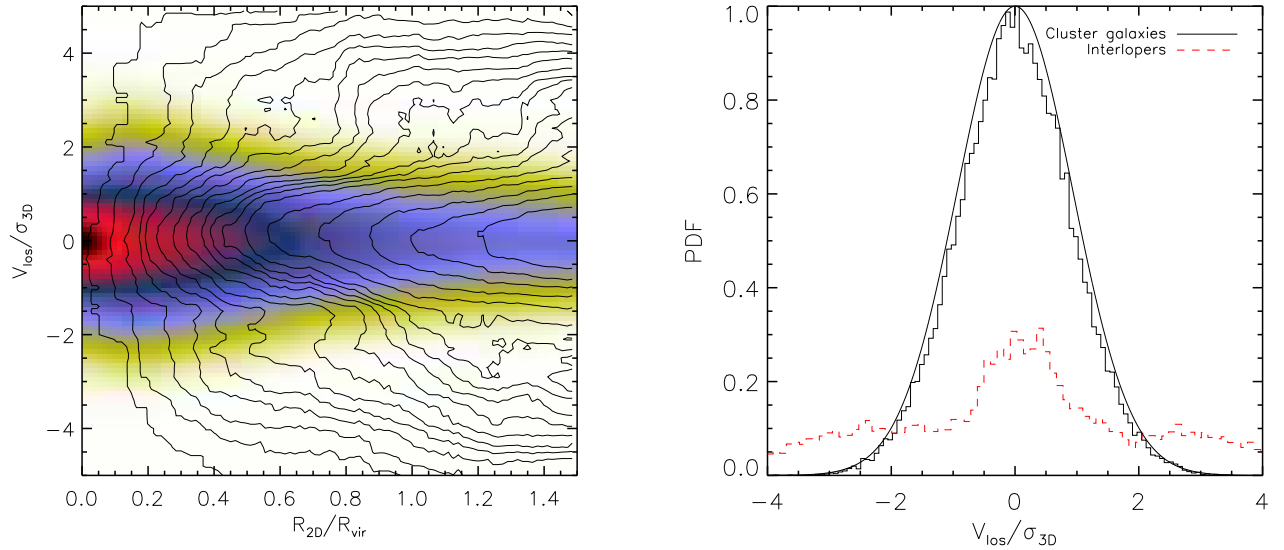 4
2
0
−2
−4
V_los/σ_3D
0.0 0.2 0.4 0.6 0.8 1.0 1.2 1.4
R_2D/R_vir
1.0
0.8
0.6
0.4
0.2
0.0
PDF
Cluster galaxies
Interlopers
−4 −2 0 2 4
V_los/σ_3D